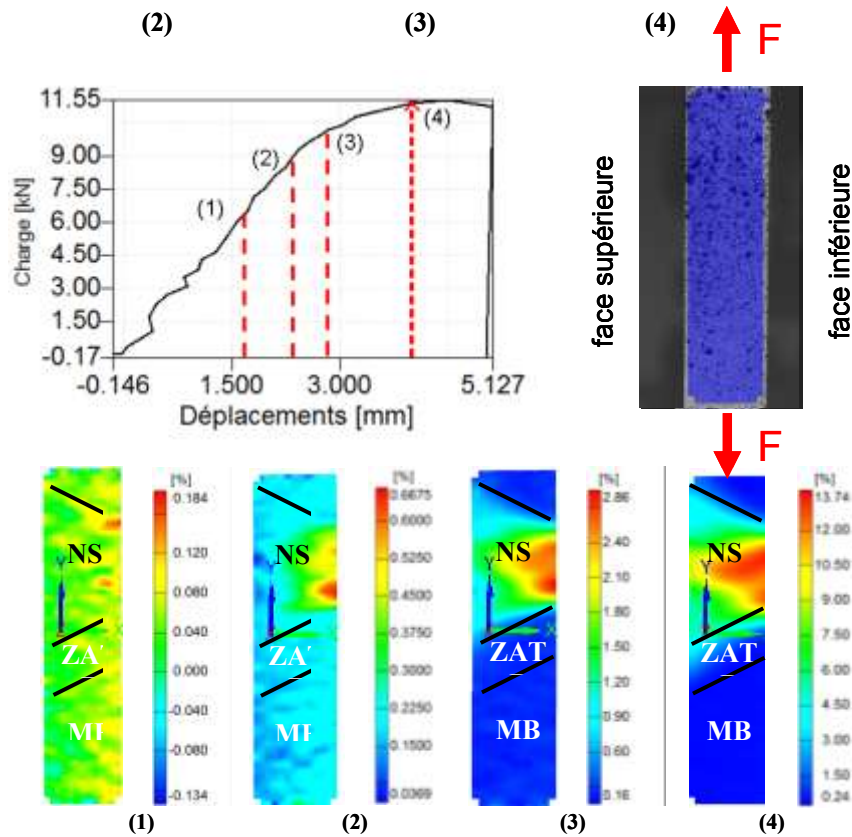 (2) (3) (4)
F
Charge [kN]
11.55
9.00
7.50
6.00
4.50
3.00
1.50
-0.17
(1)
(2)
(3)
(4)
-0.146 1.500 3.000 5.127
Déplacements [mm]
face supérieure
face inférieure
F
[%]
0.184
0.120
0.080
0.040
0.000
-0.040
-0.080
-0.134
NS
Y
ZA
(1)
[%]
0.6675
0.6000
0.5250
0.4500
0.3750
0.3000
0.2250
0.1500
0.0369
NS
ZA
(2)
[%]
2.86
2.40
2.10
1.80
1.50
1.20
0.90
0.60
0.16
NS
Y
X
ZAT
MB
(3)
[%]
13.74
12.00
10.50
9.00
7.50
6.00
4.50
3.00
1.50
0.24
NS
Y
ZAT
MB
(4)